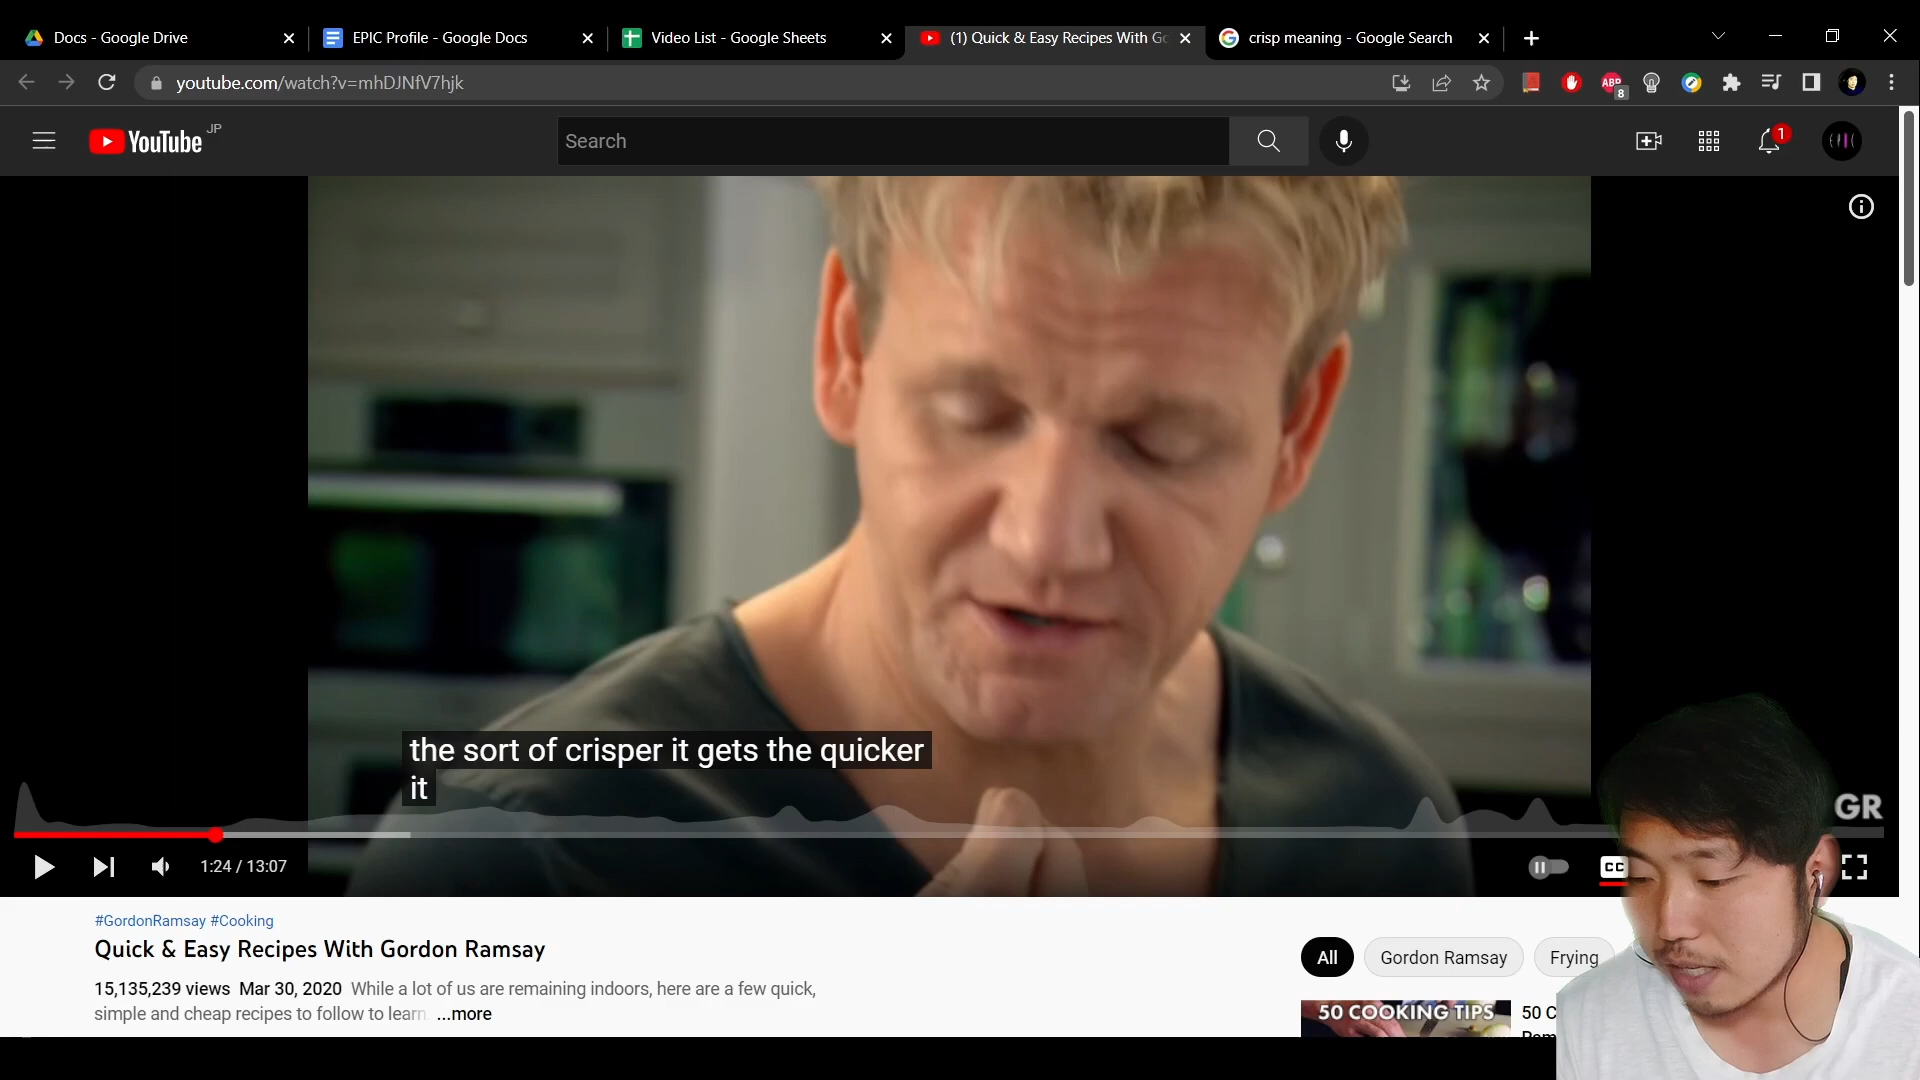 Docs - Google Drive
EPIC Profile - Google Docs
Video List - Google Sheets
(1) Quick & Easy Recipes With Go
crisp meaning - Google Search
youtube.com/watch?v=mhDJNfV7hjk
ABP
8
YouTube JP
Search
1
the sort of crisper it gets the quicker
it
GR
1:24 / 13:07
CC
#GordonRamsay #Cooking
Quick & Easy Recipes With Gordon Ramsay
All
Gordon Ramsay
Frying
15,135,239 views Mar 30, 2020 While a lot of us are remaining indoors, here are a few quick,
simple and cheap recipes to follow to learn. ...more
50 COOKING TIPS
50 C